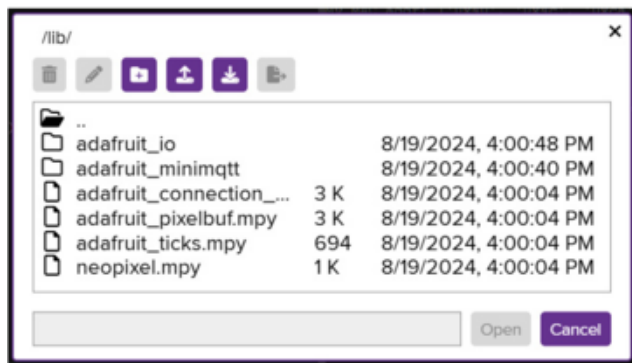 /lib/ ×
..
adafruit_io 8/19/2024, 4:00:48 PM
adafruit_minimqtt 8/19/2024, 4:00:40 PM
adafruit_connection_... 3 K 8/19/2024, 4:00:04 PM
adafruit_pixelbuf.mpy 3 K 8/19/2024, 4:00:04 PM
adafruit_ticks.mpy 694 8/19/2024, 4:00:04 PM
neopixel.mpy 1 K 8/19/2024, 4:00:04 PM
Open Cancel